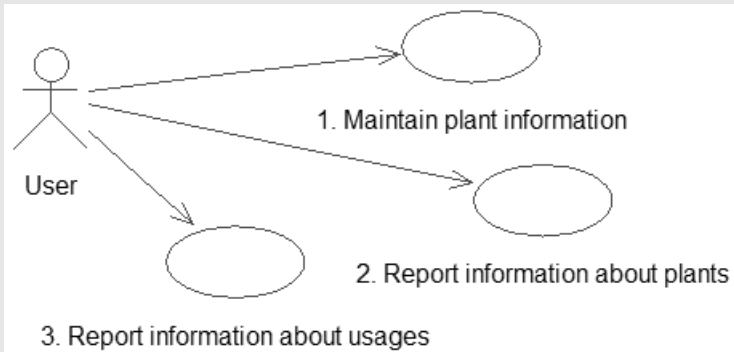 1. Maintain plant information
User
2. Report information about plants
3. Report information about usages